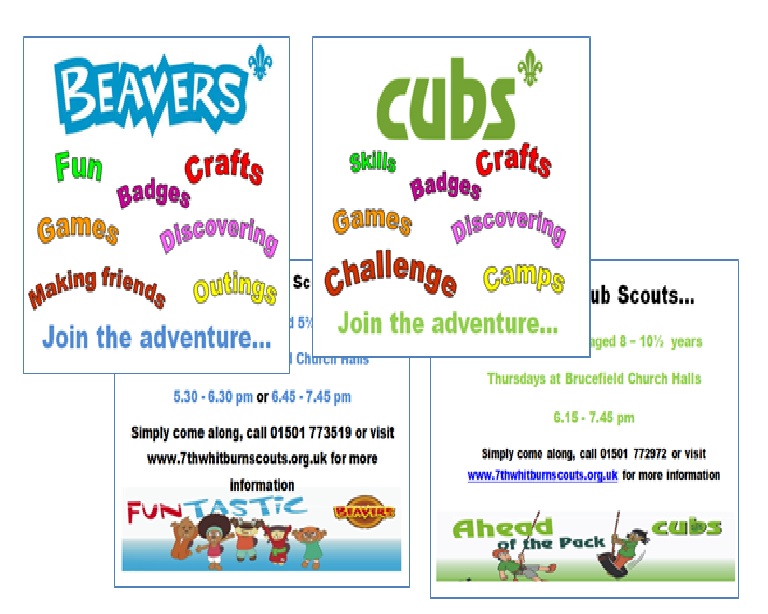 BEAVERS
Fun Crafts
Badges
Games Discovering
Making friends Outings
Join the adventure...
cubs
Skills Crafts
Badges
Games Discovering
Challenge Camps
Join the adventure...
Sc
5½
Church Halls
5.30 - 6.30 pm or 6.45 - 7.45 pm
Simply come along, call 01501 773519 or visit
www.7thwhitburnscouts.org.uk for more
information
FUNTASTIC BEAVERS
ub Scouts...
aged 8 – 10½ years
Thursdays at Brucefield Church Halls
6.15 - 7.45 pm
Simply come along, call 01501 772972 or visit
www.7thwhitburnscouts.org.uk for more information
Ahead cubs
of the Pack